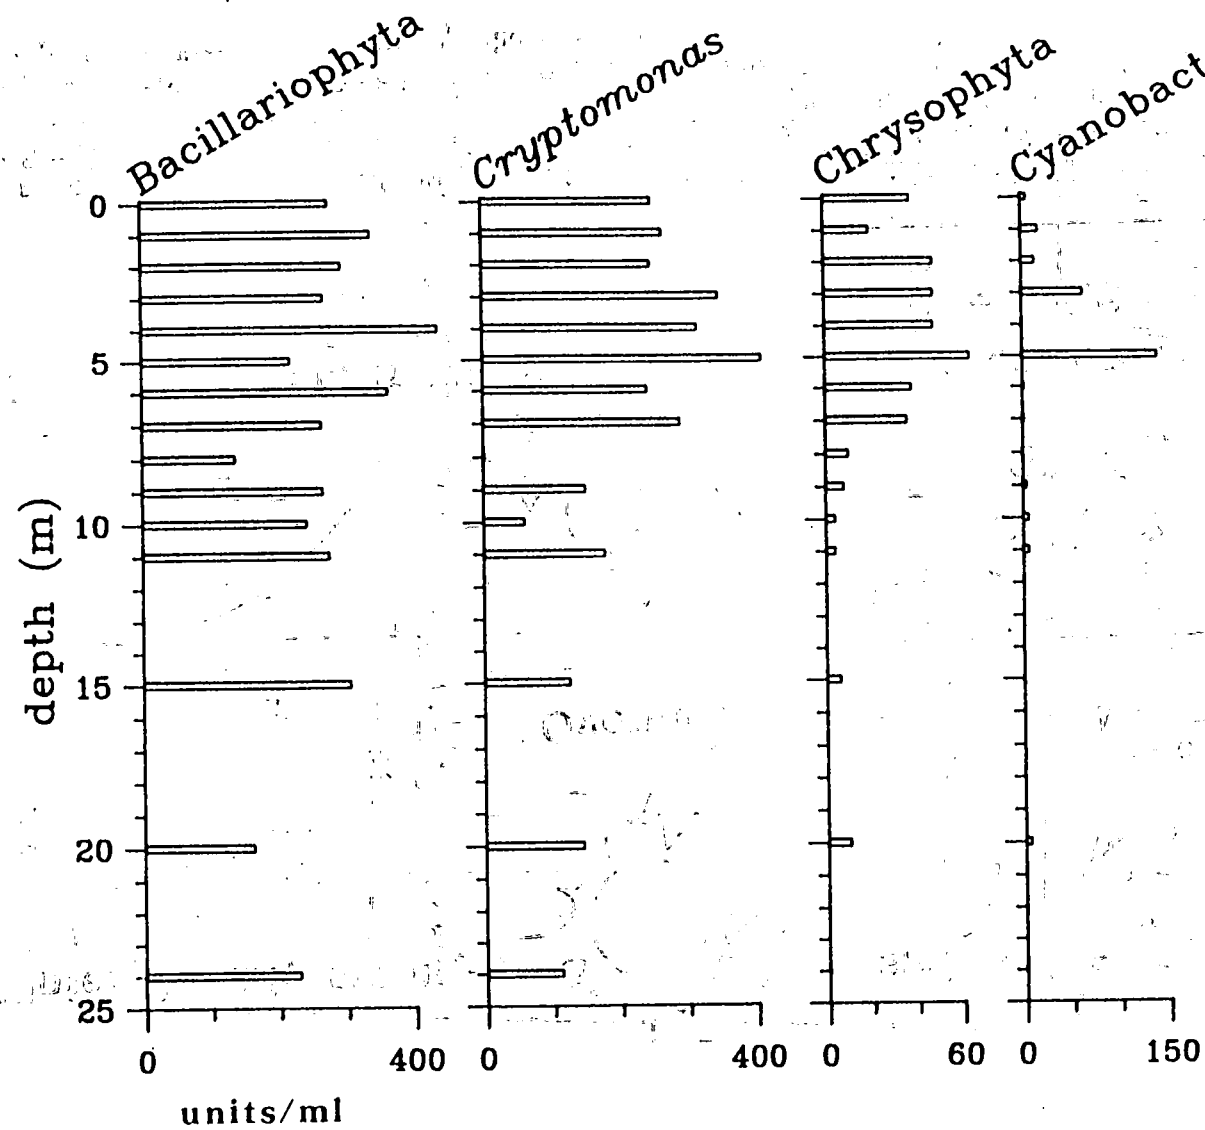 Bacillariophyta
Cryptomonas
Chrysophyta
Cyanobact
depth (m)
0
5
10
15
20
25
0 400 0 400 0 60 0 150
units/ml